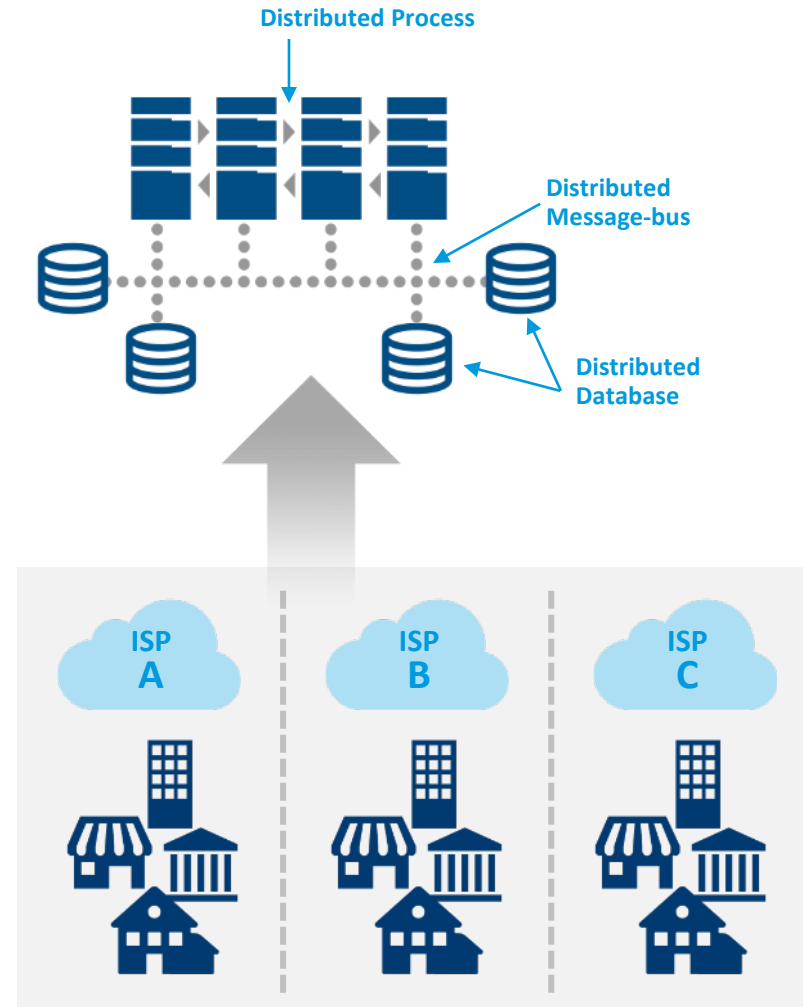 Distributed Process
Distributed
Message-bus
Distributed
Database
ISP
A
ISP
B
ISP
C